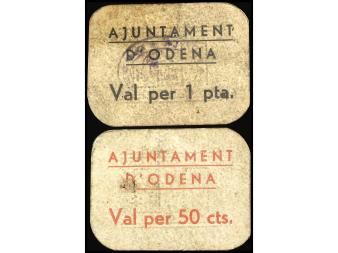 AJUNTAMENT
D'ODENA
Val per 1 pta.
AJUNTAMENT
D'ODENA
Val per 50 cts.